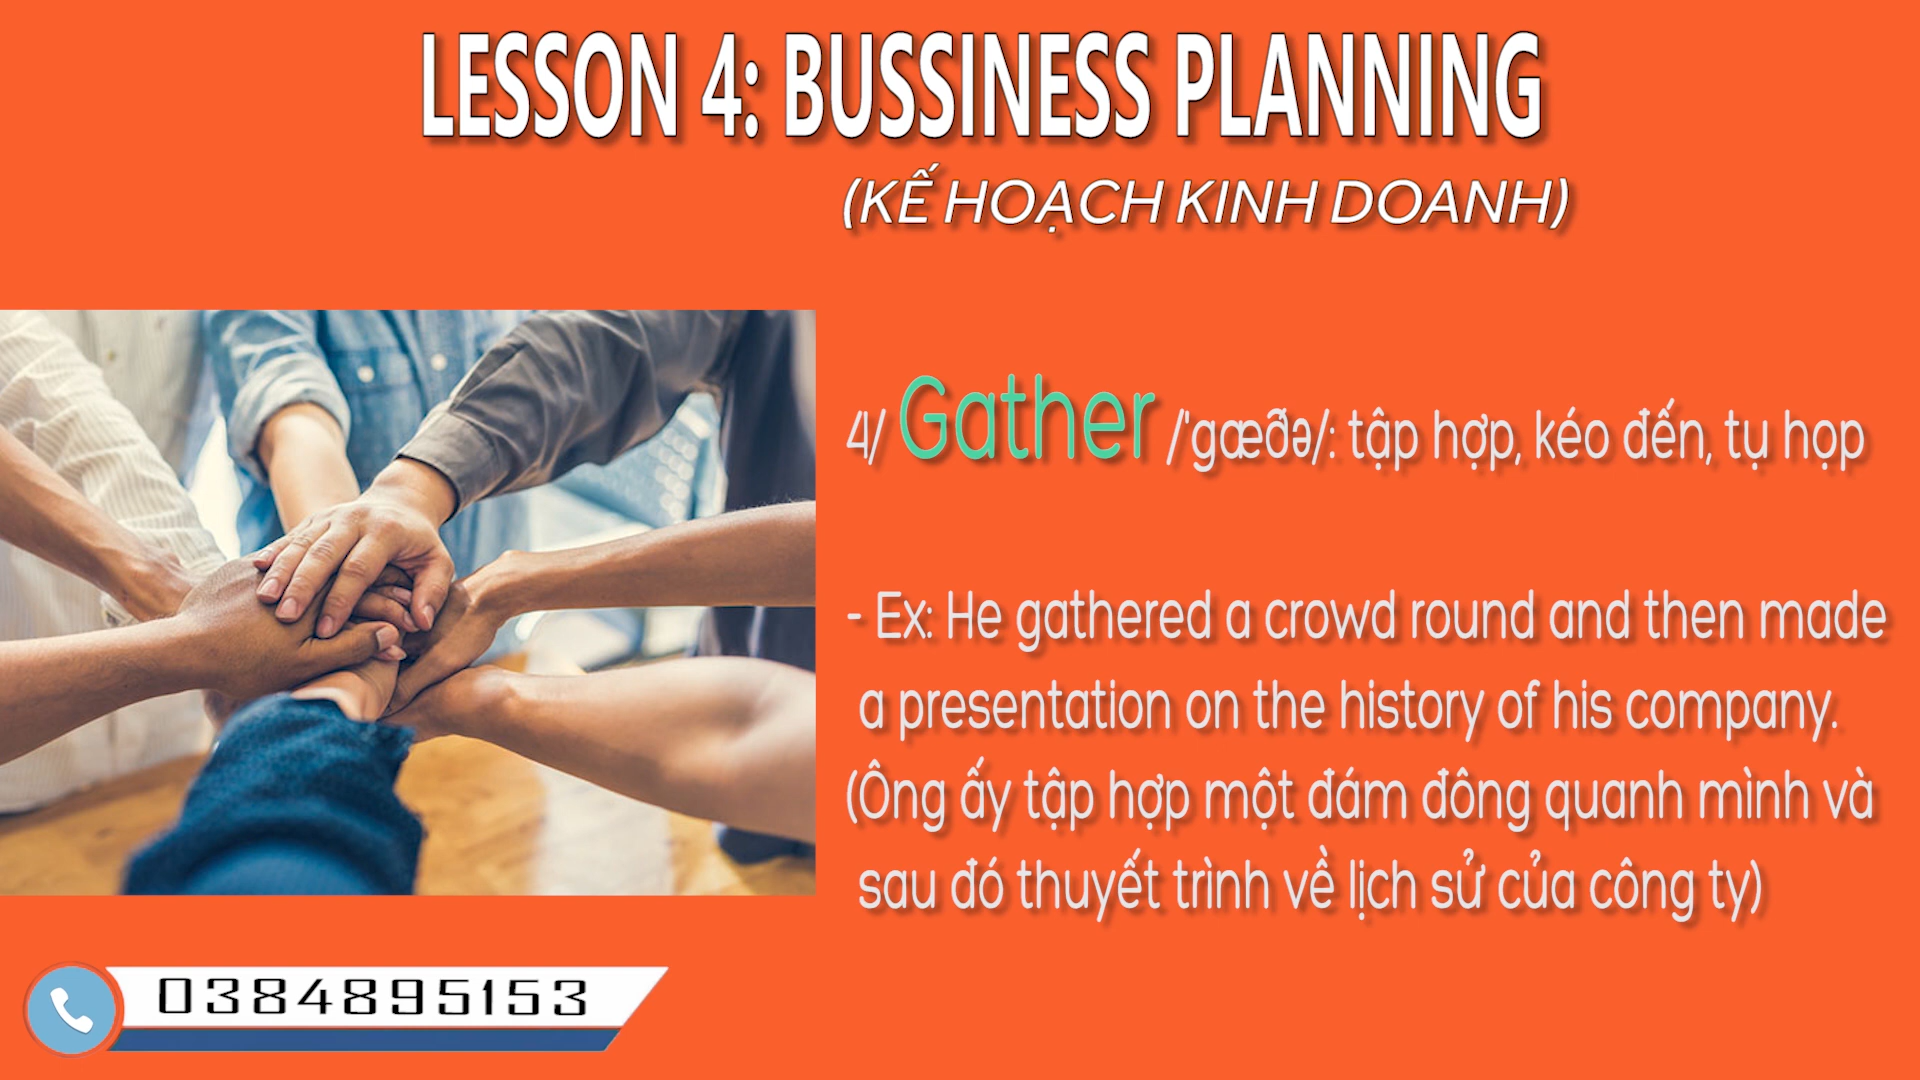 LESSON 4: BUSSINESS PLANNING
(KẾ HOẠCH KINH DOANH)
4/ Gather /'gæðə/: tập hợp, kéo đến, tụ họp
- Ex: He gathered a crowd round and then made
a presentation on the history of his company.
(Ông ấy tập hợp một đám đông quanh mình và
sau đó thuyết trình về lịch sử của công ty)
0384895153